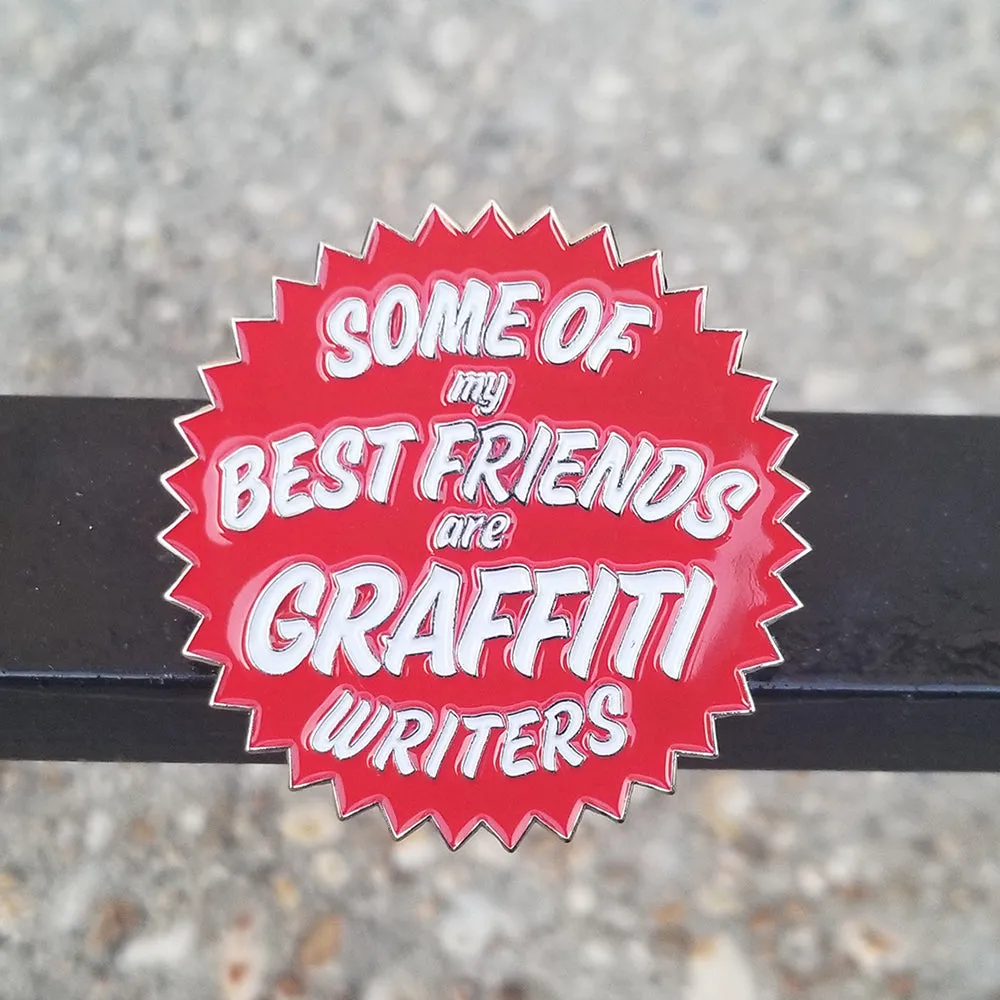 SOME OF
my
BEST FRIENDS
are
GRAFFITI
WRITERS